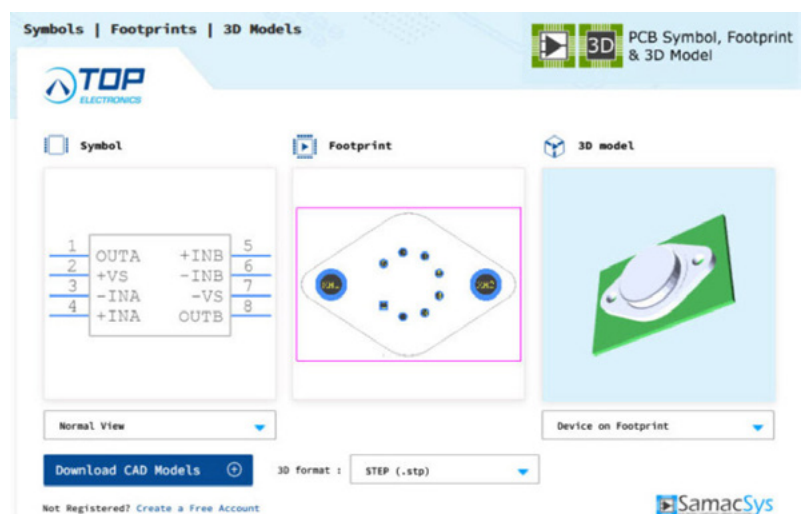 Symbols | Footprints | 3D Models
3D
PCB Symbol, Footprint
& 3D Model
TOP
ELECTRONICS
Symbol
Footprint
3D model
1 OUTA +INB 5
2 +VS -INB 6
3 -INA -VS 7
4 +INA OUTB 8
Normal View
Device on Footprint
Download CAD Models
3D format :
STEP (.stp)
Not Registered? Create a Free Account
SamacSys